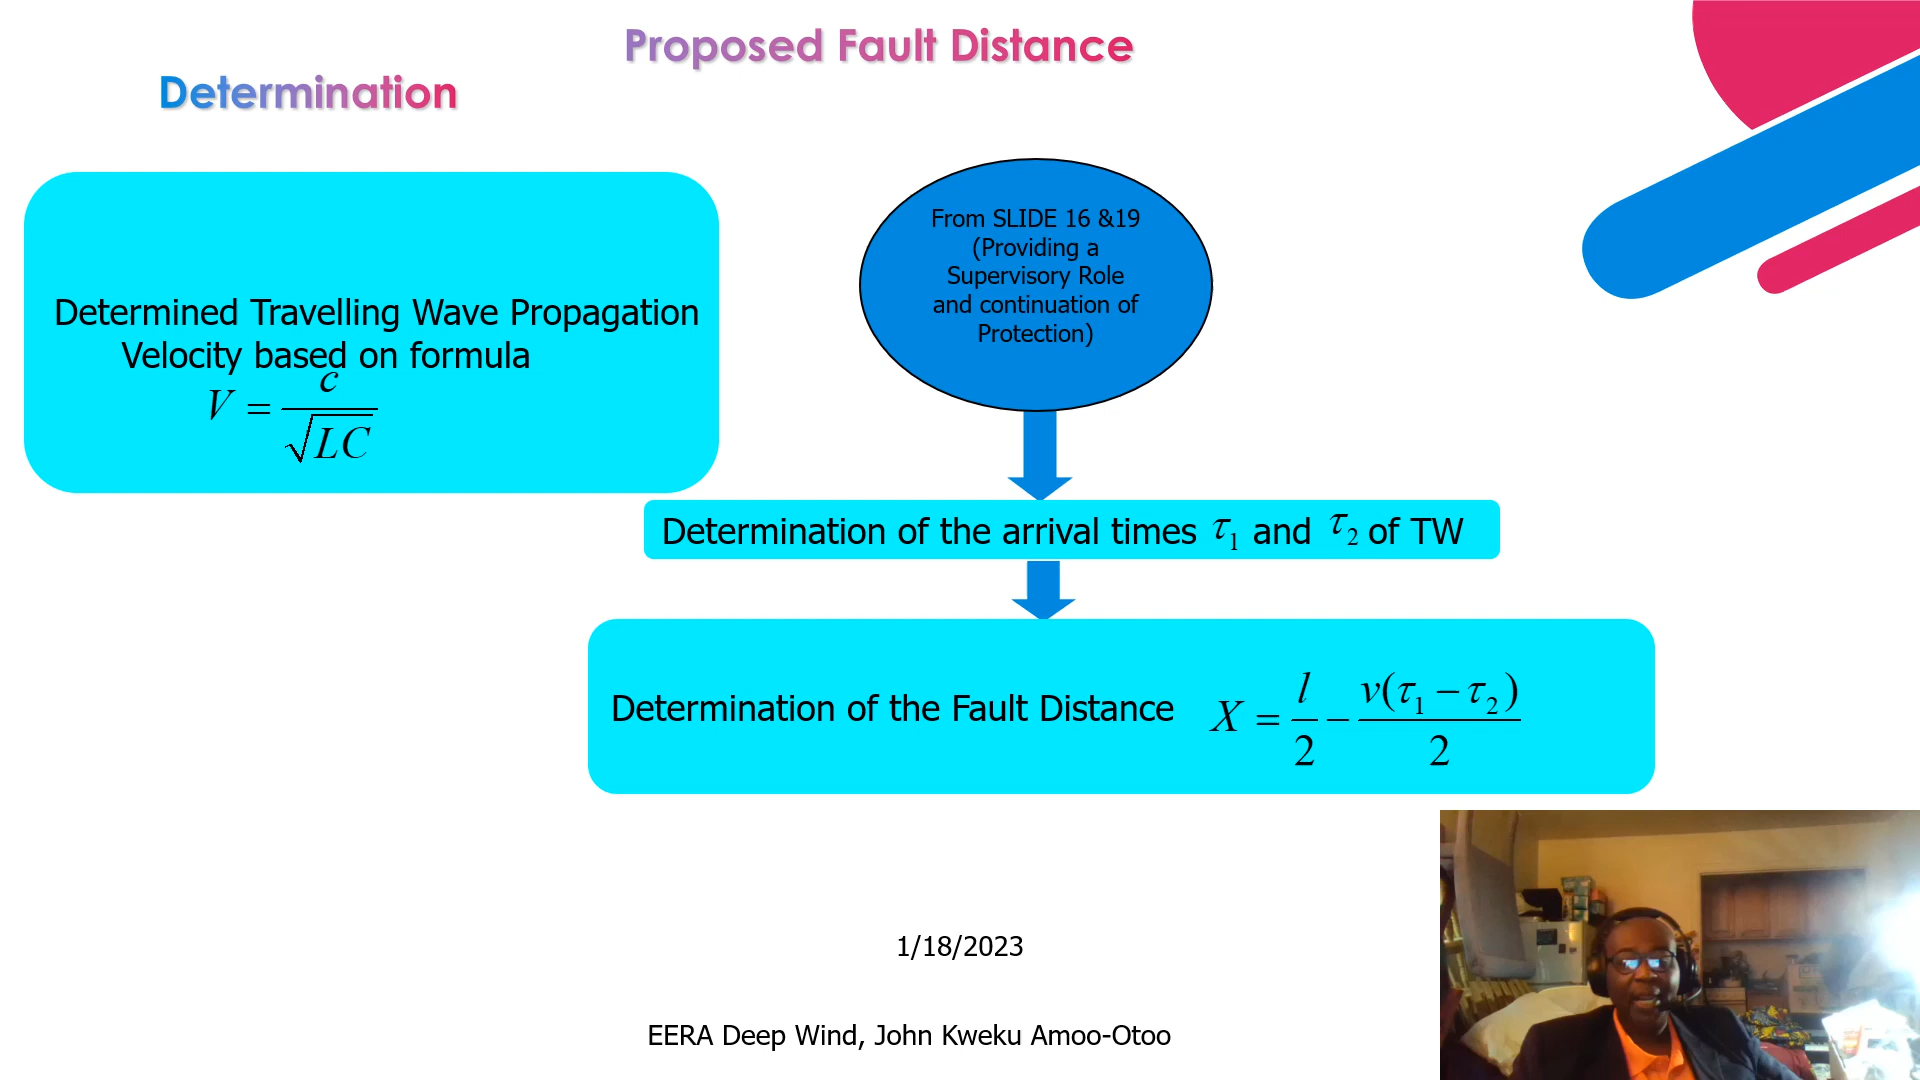 Proposed Fault Distance
Determination
Determined Travelling Wave Propagation
Velocity based on formula
V = c / √LC
From SLIDE 16 &19
(Providing a
Supervisory Role
and continuation of
Protection)
Determination of the arrival times τ₁ and τ₂ of TW
Determination of the Fault Distance X = l/2 − v(τ₁ − τ₂)/2
1/18/2023
EERA Deep Wind, John Kweku Amoo-Otoo